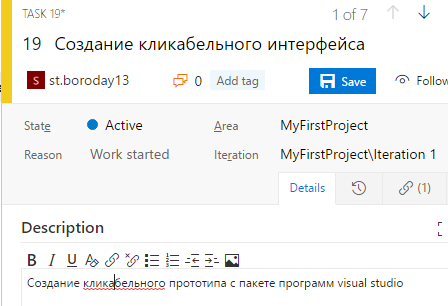 TASK 19*
1 of 7
19 Создание кликабельного интерфейса
S st.boroday13 0 Add tag Save Follow
State Active Area MyFirstProject
Reason Work started Iteration MyFirstProject\Iteration 1
Details (1)
Description
B I U
Создание кликабельного прототипа с пакете программ visual studio